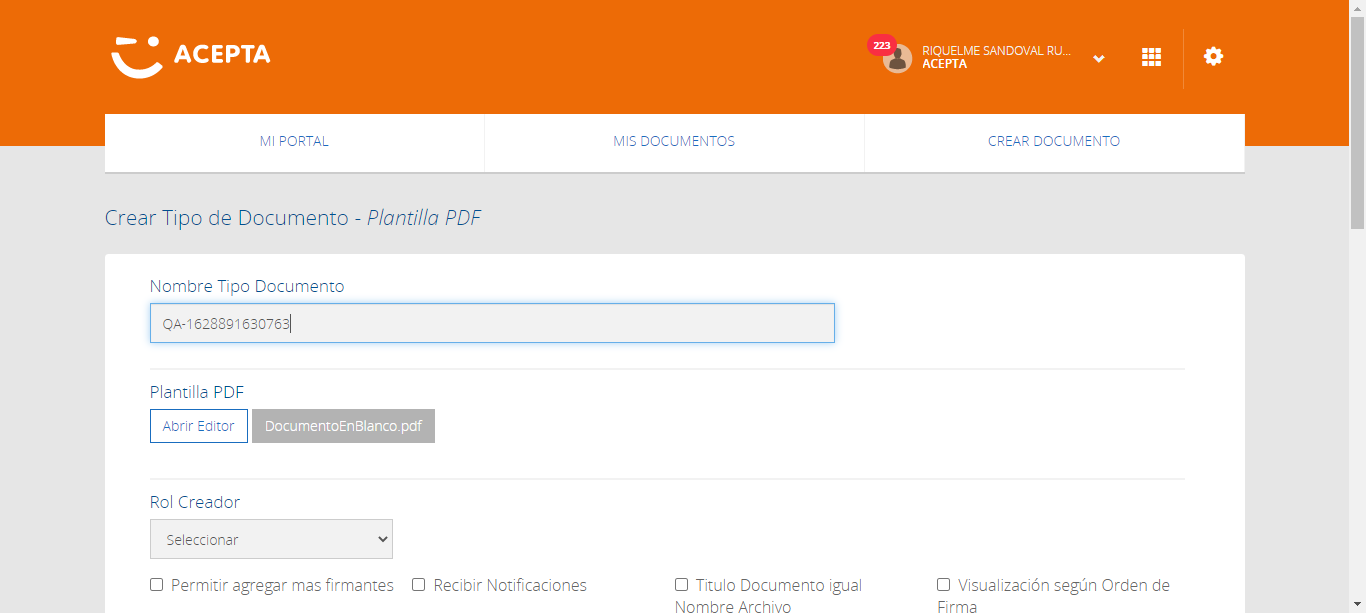 ACEPTA
223
RIQUELME SANDOVAL RU...
ACEPTA
MI PORTAL
MIS DOCUMENTOS
CREAR DOCUMENTO
Crear Tipo de Documento - Plantilla PDF
Nombre Tipo Documento
QA-1628891630763
Plantilla PDF
Abrir Editor
DocumentoEnBlanco.pdf
Rol Creador
Seleccionar
Permitir agregar mas firmantes
Recibir Notificaciones
Titulo Documento igual
Nombre Archivo
Visualización según Orden de
Firma